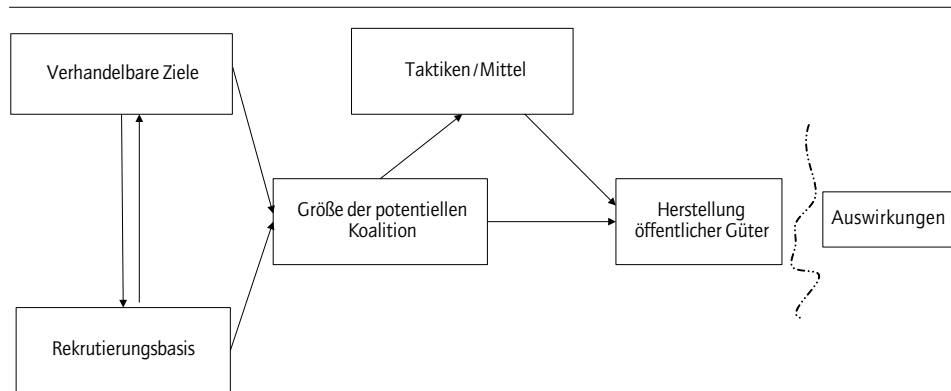 Verhandelbare Ziele
Taktiken/Mittel
Größe der potentiellen
Koalition
Herstellung
öffentlicher Güter
Auswirkungen
Rekrutierungsbasis